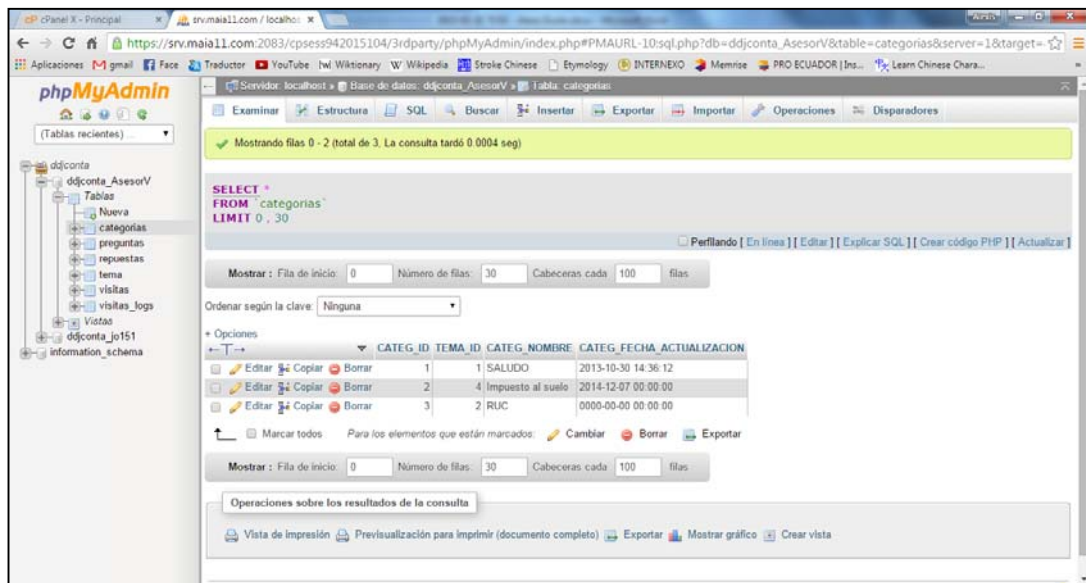 cPanel X - Principal
srv.maia11.com / localhos
https://srv.maia11.com:2083/cpsess942015104/3rdparty/phpMyAdmin/index.php#PMAURL-10:sql.php?db=ddjconta_AsesorV&table=categorias&server=1&target=
Aplicaciones gmail Face Traductor YouTube Wiktionary Wikipedia Stroke Chinese Etymology INTERNEXO Memrise PRO ECUADOR | Ins... Learn Chinese Chara...
phpMyAdmin
(Tablas recientes) ...
ddjconta
ddjconta_AsesorV
Tablas
Nueva
categorias
preguntas
repuestas
tema
visitas
visitas_logs
Vistas
ddjconta_jo151
information_schema
Servidor: localhost » Base de datos: ddjconta_AsesorV » Tabla: categorias
Examinar Estructura SQL Buscar Insertar Exportar Importar Operaciones Disparadores
Mostrando filas 0 - 2 (total de 3, La consulta tardó 0.0004 seg)
SELECT *
FROM `categorias`
LIMIT 0 , 30
Perfilando [ En línea ] [ Editar ] [ Explicar SQL ] [ Crear código PHP ] [ Actualizar ]
Mostrar : Fila de inicio: 0 Número de filas: 30 Cabeceras cada 100 filas
Ordenar según la clave: Ninguna
+ Opciones
←T→ CATEG_ID TEMA_ID CATEG_NOMBRE CATEG_FECHA_ACTUALIZACION
Editar Copiar Borrar 1 1 SALUDO 2013-10-30 14:36:12
Editar Copiar Borrar 2 4 Impuesto al suelo 2014-12-07 00:00:00
Editar Copiar Borrar 3 2 RUC 0000-00-00 00:00:00
Marcar todos Para los elementos que están marcados: Cambiar Borrar Exportar
Mostrar : Fila de inicio: 0 Número de filas: 30 Cabeceras cada 100 filas
Operaciones sobre los resultados de la consulta
Vista de impresión Previsualización para imprimir (documento completo) Exportar Mostrar gráfico Crear vista